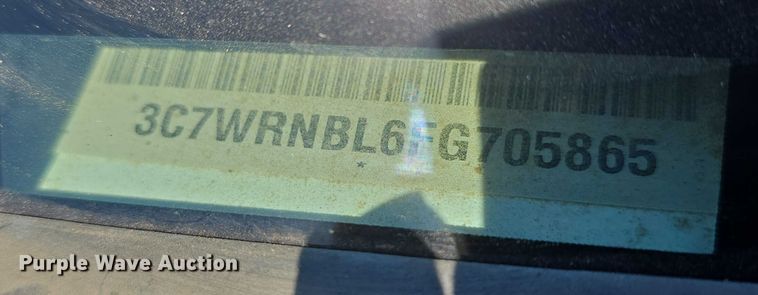 3C7WRNBL6FG705865
*
Purple Wave Auction